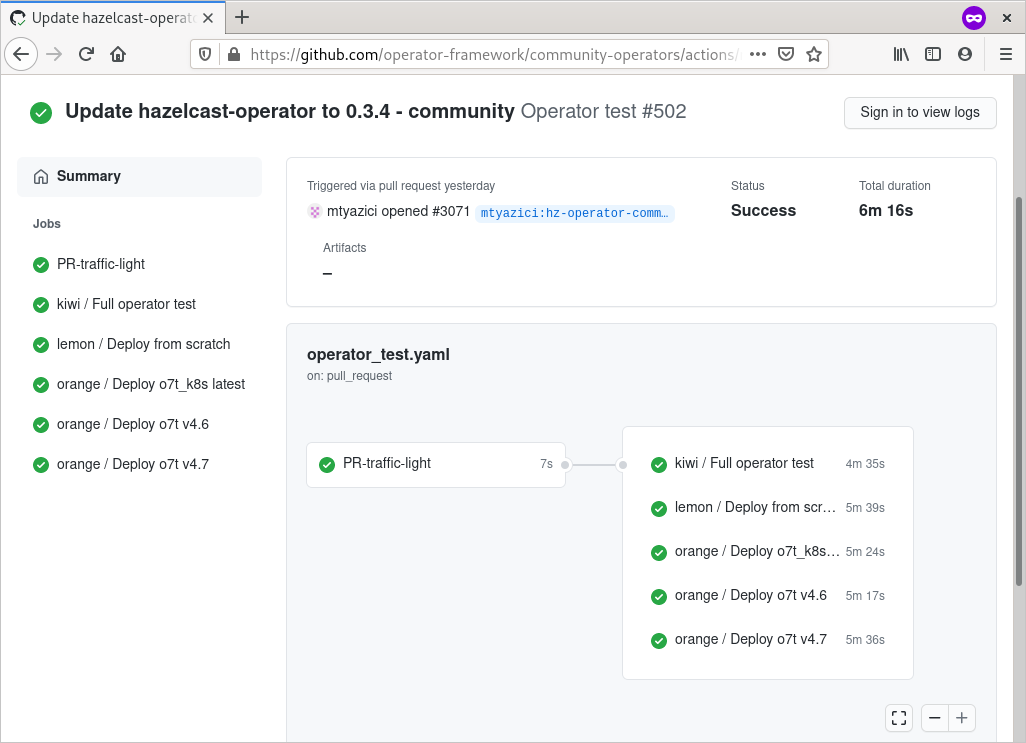 Update hazelcast-operato
https://github.com/operator-framework/community-operators/actions/
Update hazelcast-operator to 0.3.4 - community Operator test #502
Sign in to view logs
Summary
Jobs
PR-traffic-light
kiwi / Full operator test
lemon / Deploy from scratch
orange / Deploy o7t_k8s latest
orange / Deploy o7t v4.6
orange / Deploy o7t v4.7
Triggered via pull request yesterday
mtyazici opened #3071 mtyazici:hz-operator-comm…
Status
Success
Total duration
6m 16s
Artifacts
–
operator_test.yaml
on: pull_request
PR-traffic-light 7s
kiwi / Full operator test 4m 35s
lemon / Deploy from scr… 5m 39s
orange / Deploy o7t_k8s… 5m 24s
orange / Deploy o7t v4.6 5m 17s
orange / Deploy o7t v4.7 5m 36s